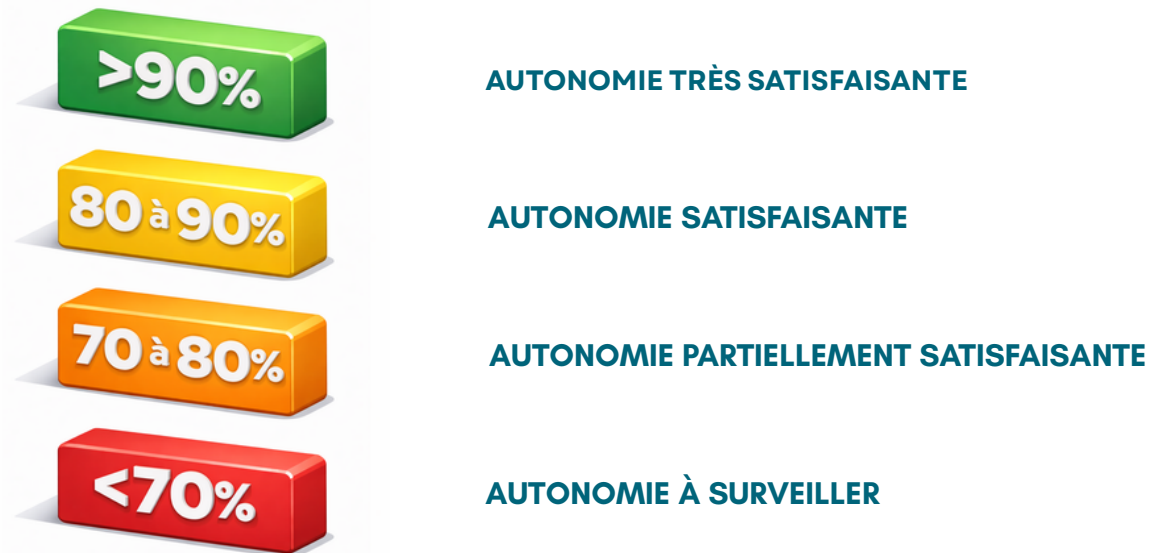 >90% AUTONOMIE TRÈS SATISFAISANTE
80 à 90% AUTONOMIE SATISFAISANTE
70 à 80% AUTONOMIE PARTIELLEMENT SATISFAISANTE
<70% AUTONOMIE À SURVEILLER